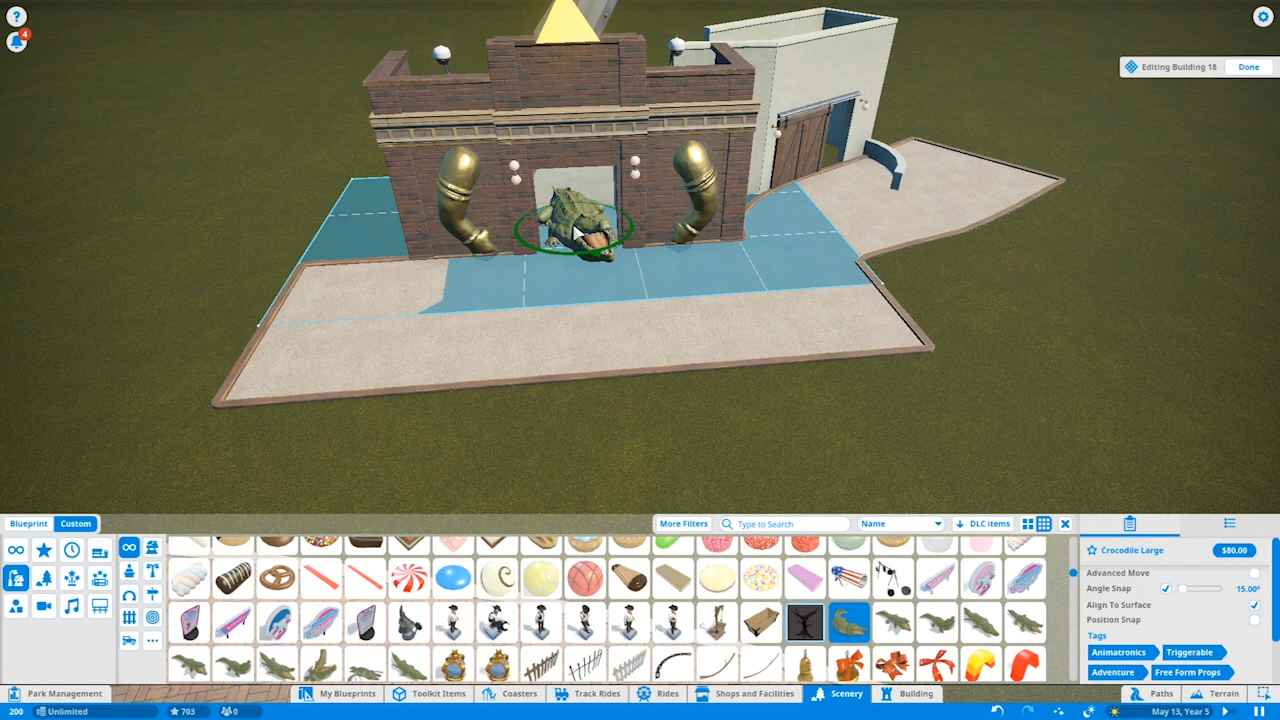 ?
4
Editing Building 18 Done
Blueprint Custom
More Filters Type to Search Name DLC items
Crocodile Large $80.00
Advanced Move
Angle Snap 15.00°
Align To Surface
Position Snap
Tags
Animatronics Triggerable
Adventure Free Form Props
Park Management My Blueprints Toolkit Items Coasters Track Rides Rides Shops and Facilities Scenery Building Paths Terrain
200 Unlimited 703 0 May 13, Year 5